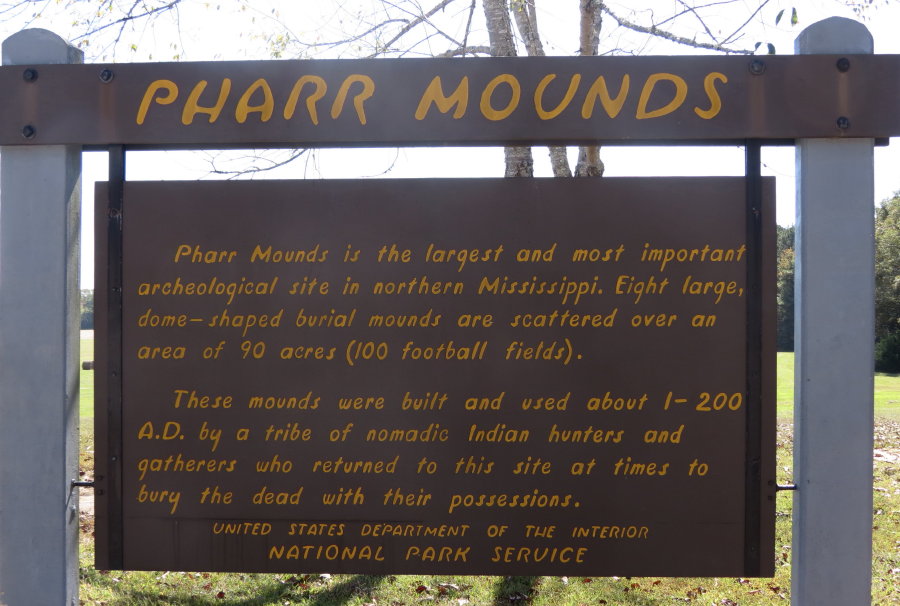 PHARR MOUNDS
Pharr Mounds is the largest and most important
archeological site in northern Mississippi. Eight large,
dome-shaped burial mounds are scattered over an
area of 90 acres (100 football fields).
These mounds were built and used about 1-200
A.D. by a tribe of nomadic Indian hunters and
gatherers who returned to this site at times to
bury the dead with their possessions.
UNITED STATES DEPARTMENT OF THE INTERIOR
NATIONAL PARK SERVICE